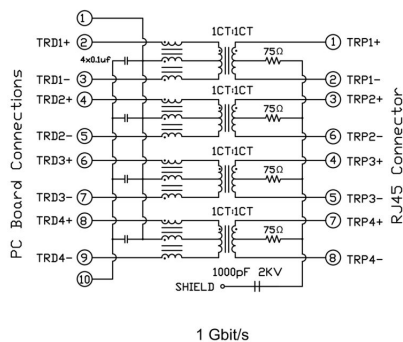 1
1CT:1CT
TRD1+ 2
1 TRP1+
4x0.1uf
75Ω
TRD1- 3
2 TRP1-
TRD2+ 4
1CT:1CT
3 TRP2+
75Ω
TRD2- 5
6 TRP2-
TRD3+ 6
1CT:1CT
4 TRP3+
75Ω
TRD3- 7
5 TRP3-
TRD4+ 8
1CT:1CT
7 TRP4+
75Ω
TRD4- 9
8 TRP4-
10
1000pF 2KV
SHIELD
PC Board Connections
RJ45 Connector
1 Gbit/s